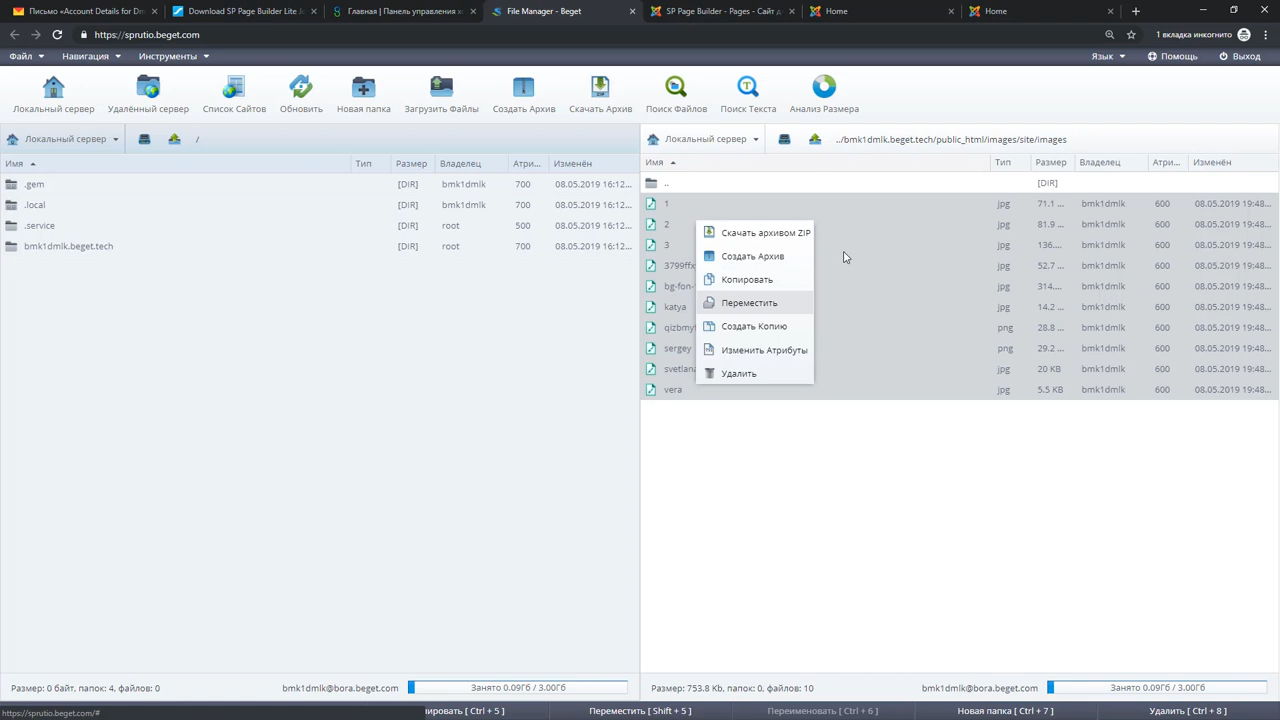 Письмо «Account Details for Dm
Download SP Page Builder Lite Jo
Главная | Панель управления хо
File Manager - Beget
SP Page Builder - Pages - Сайт д
Home
Home
https://sprutio.beget.com
1 вкладка инкогнито
Файл
Навигация
Инструменты
Язык
Помощь
Выход
Локальный сервер
Удалённый сервер
Список Сайтов
Обновить
Новая папка
Загрузить Файлы
Создать Архив
Скачать Архив
Поиск Файлов
Поиск Текста
Анализ Размера
Локальный сервер /
Имя Тип Размер Владелец Атри... Изменён
.gem [DIR] bmk1dmlk 700 08.05.2019 16:12...
.local [DIR] bmk1dmlk 700 08.05.2019 16:12...
.service [DIR] root 500 08.05.2019 16:12...
bmk1dmlk.beget.tech [DIR] root 700 08.05.2019 16:12...
Размер: 0 байт, папок: 4, файлов: 0 bmk1dmlk@bora.beget.com Занято 0.09Гб / 3.00Гб
Локальный сервер ../bmk1dmlk.beget.tech/public_html/images/site/images
Имя Тип Размер Владелец Атри... Изменён
.. [DIR]
1 jpg 71.1 ... bmk1dmlk 600 08.05.2019 19:48...
2 jpg 81.9 ... bmk1dmlk 600 08.05.2019 19:48...
3 jpg 136.... bmk1dmlk 600 08.05.2019 19:48...
3799ffx jpg 52.7 ... bmk1dmlk 600 08.05.2019 19:48...
bg-fon- jpg 314.... bmk1dmlk 600 08.05.2019 19:48...
katya jpg 14.2 ... bmk1dmlk 600 08.05.2019 19:48...
qizbmyf png 28.8 ... bmk1dmlk 600 08.05.2019 19:48...
sergey png 29.2 ... bmk1dmlk 600 08.05.2019 19:48...
svetlana jpg 20 KB bmk1dmlk 600 08.05.2019 19:48...
vera jpg 5.5 KB bmk1dmlk 600 08.05.2019 19:48...
Скачать архивом ZIP
Создать Архив
Копировать
Переместить
Создать Копию
Изменить Атрибуты
Удалить
Размер: 753.8 Kb, папок: 0, файлов: 10 bmk1dmlk@bora.beget.com Занято 0.09Гб / 3.00Гб
https://sprutio.beget.com/#
ировать [ Ctrl + 5 ]
Переместить [ Shift + 5 ]
Переименовать [ Ctrl + 6 ]
Новая папка [ Ctrl + 7 ]
Удалить [ Ctrl + 8 ]